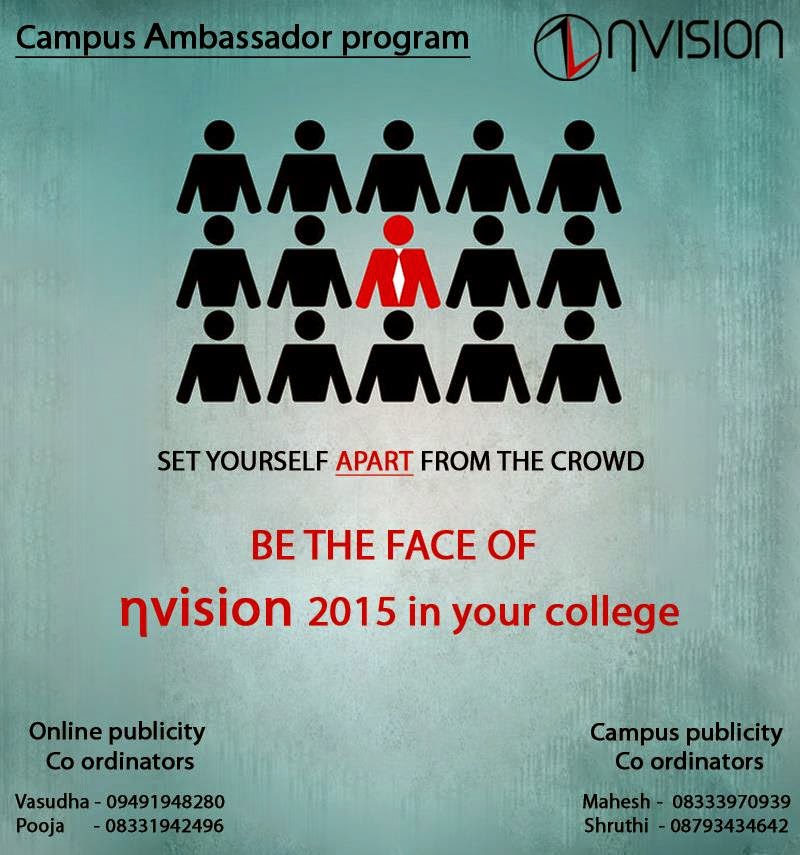 Campus Ambassador program
ηVISION
SET YOURSELF APART FROM THE CROWD
BE THE FACE OF
ηvision 2015 in your college
Online publicity
Co ordinators
Vasudha - 09491948280
Pooja - 08331942496
Campus publicity
Co ordinators
Mahesh - 08333970939
Shruthi - 08793434642